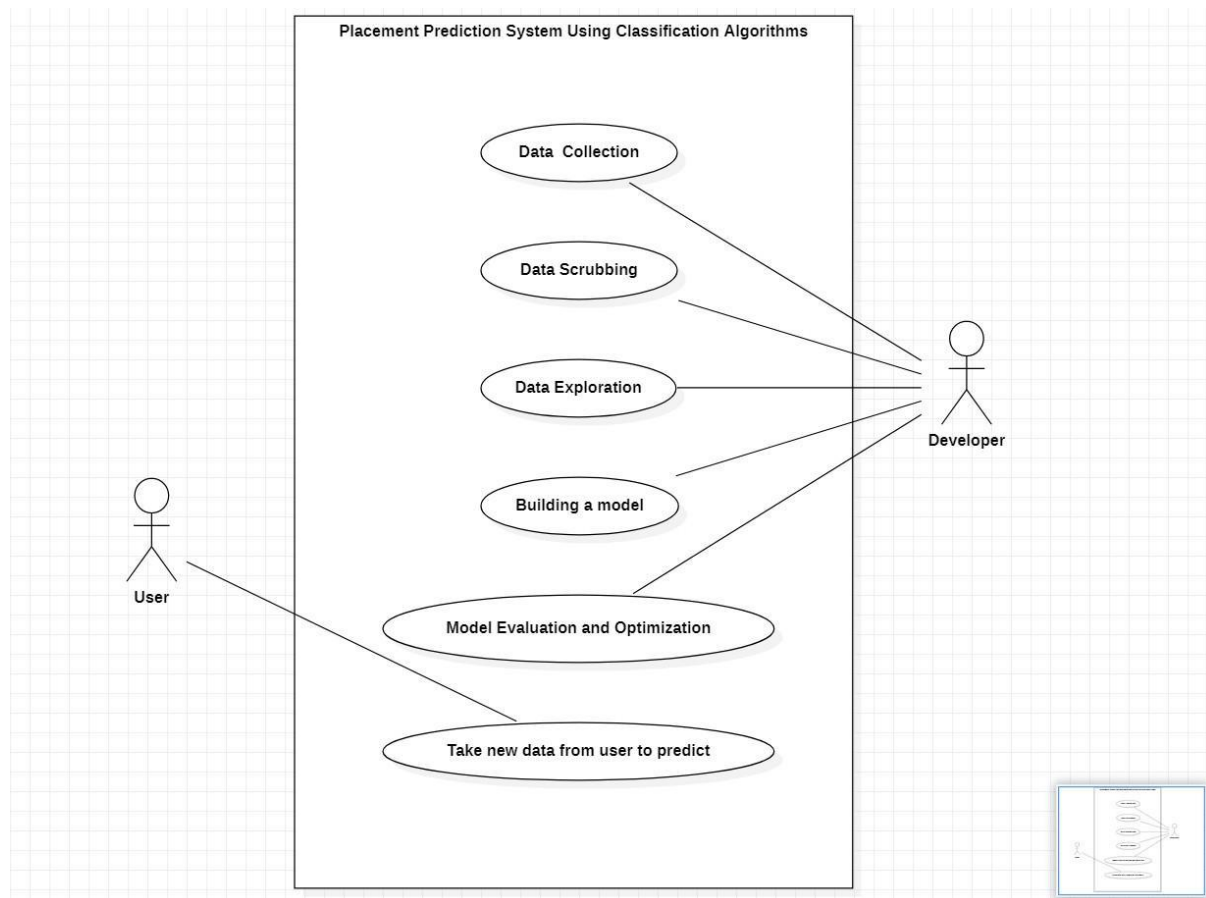 Placement Prediction System Using Classification Algorithms
Data Collection
Data Scrubbing
Data Exploration
Developer
Building a model
User
Model Evaluation and Optimization
Take new data from user to predict